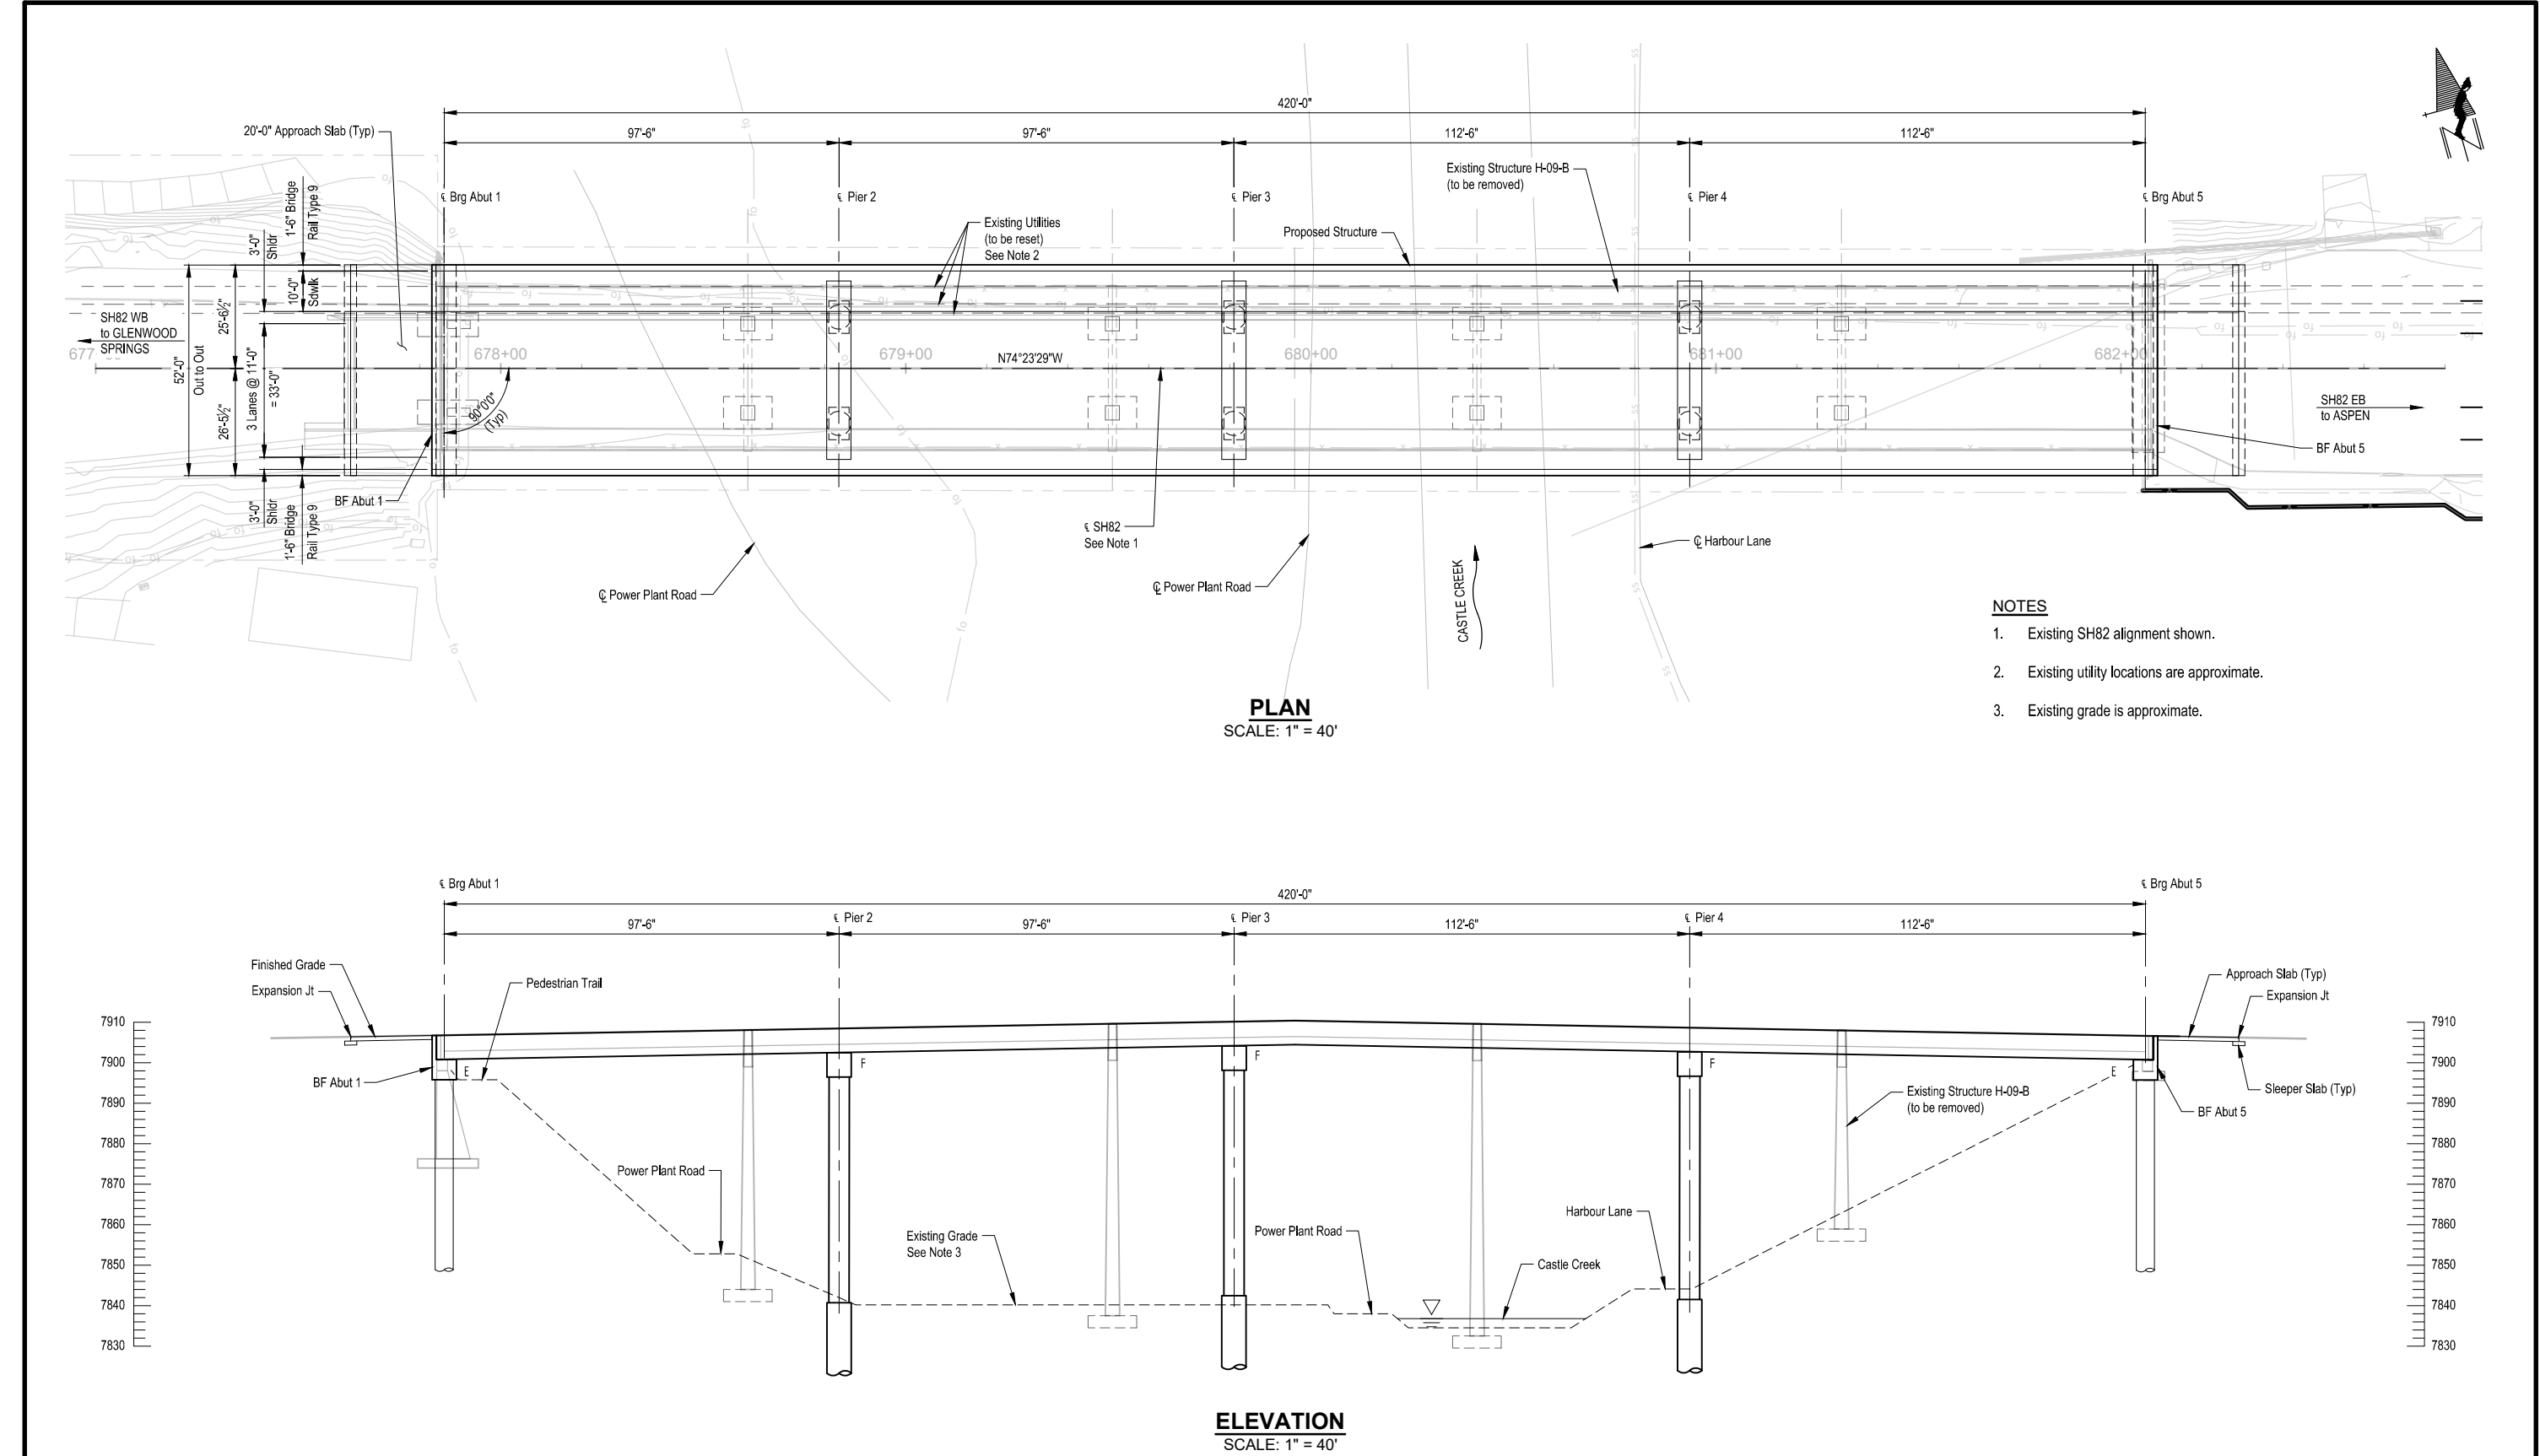 420'-0"
97'-6"
97'-6"
112'-6"
112'-6"
20'-0" Approach Slab (Typ)
℄ Brg Abut 1
℄ Pier 2
℄ Pier 3
℄ Pier 4
℄ Brg Abut 5
Existing Structure H-09-B
(to be removed)
Existing Utilities
(to be reset)
See Note 2
Proposed Structure
1'-6" Bridge
Rail Type 9
3'-0"
Shldr
10'-0"
Sdwlk
25'-6½"
52'-0"
Out to Out
26'-5½"
3 Lanes @ 11'-0"
= 33'-0"
3'-0"
Shldr
1'-6" Bridge
Rail Type 9
SH82 WB
to GLENWOOD
SPRINGS
678+00
679+00
N74°23'29"W
680+00
681+00
682+00
90°0'0"
(Typ)
SH82 EB
to ASPEN
BF Abut 5
BF Abut 1
℄ SH82
See Note 1
℄ Harbour Lane
℄ Power Plant Road
℄ Power Plant Road
CASTLE CREEK
NOTES
1. Existing SH82 alignment shown.
2. Existing utility locations are approximate.
3. Existing grade is approximate.
PLAN
SCALE: 1" = 40'
℄ Brg Abut 1
420'-0"
℄ Brg Abut 5
97'-6"
℄ Pier 2
97'-6"
℄ Pier 3
112'-6"
℄ Pier 4
112'-6"
Finished Grade
Expansion Jt
Pedestrian Trail
Approach Slab (Typ)
Expansion Jt
7910
7900
7890
7880
7870
7860
7850
7840
7830
BF Abut 1
E
F
F
F
E
Existing Structure H-09-B
(to be removed)
Sleeper Slab (Typ)
BF Abut 5
Power Plant Road
Existing Grade
See Note 3
Power Plant Road
Harbour Lane
Castle Creek
7910
7900
7890
7880
7870
7860
7850
7840
7830
ELEVATION
SCALE: 1" = 40'